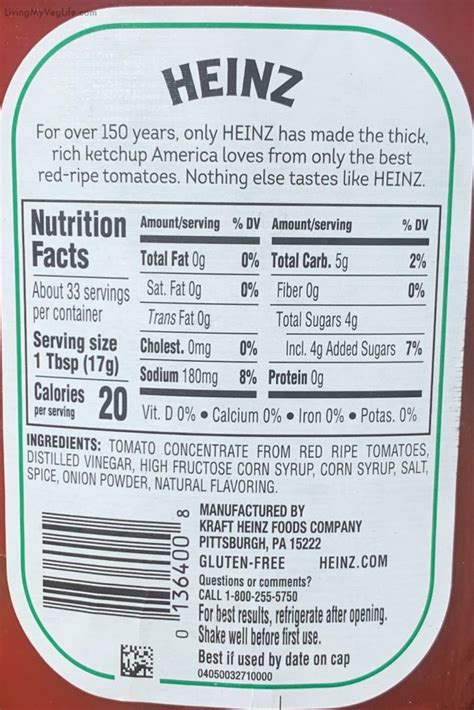 LivingMyVegLife.com
HEINZ
For over 150 years, only HEINZ has made the thick,
rich ketchup America loves from only the best
red-ripe tomatoes. Nothing else tastes like HEINZ.
Nutrition
Facts
About 33 servings
per container
Serving size
1 Tbsp (17g)
Calories
per serving
20
Amount/serving % DV
Total Fat 0g 0%
Sat. Fat 0g 0%
Trans Fat 0g
Cholest. 0mg 0%
Sodium 180mg 8%
Amount/serving % DV
Total Carb. 5g 2%
Fiber 0g 0%
Total Sugars 4g
Incl. 4g Added Sugars 7%
Protein 0g
Vit. D 0% • Calcium 0% • Iron 0% • Potas. 0%
INGREDIENTS: TOMATO CONCENTRATE FROM RED RIPE TOMATOES,
DISTILLED VINEGAR, HIGH FRUCTOSE CORN SYRUP, CORN SYRUP, SALT,
SPICE, ONION POWDER, NATURAL FLAVORING.
0 136400 8
MANUFACTURED BY
KRAFT HEINZ FOODS COMPANY
PITTSBURGH, PA 15222
GLUTEN-FREE HEINZ.COM
Questions or comments?
CALL 1-800-255-5750
For best results, refrigerate after opening.
Shake well before first use.
Best if used by date on cap
04050032710000